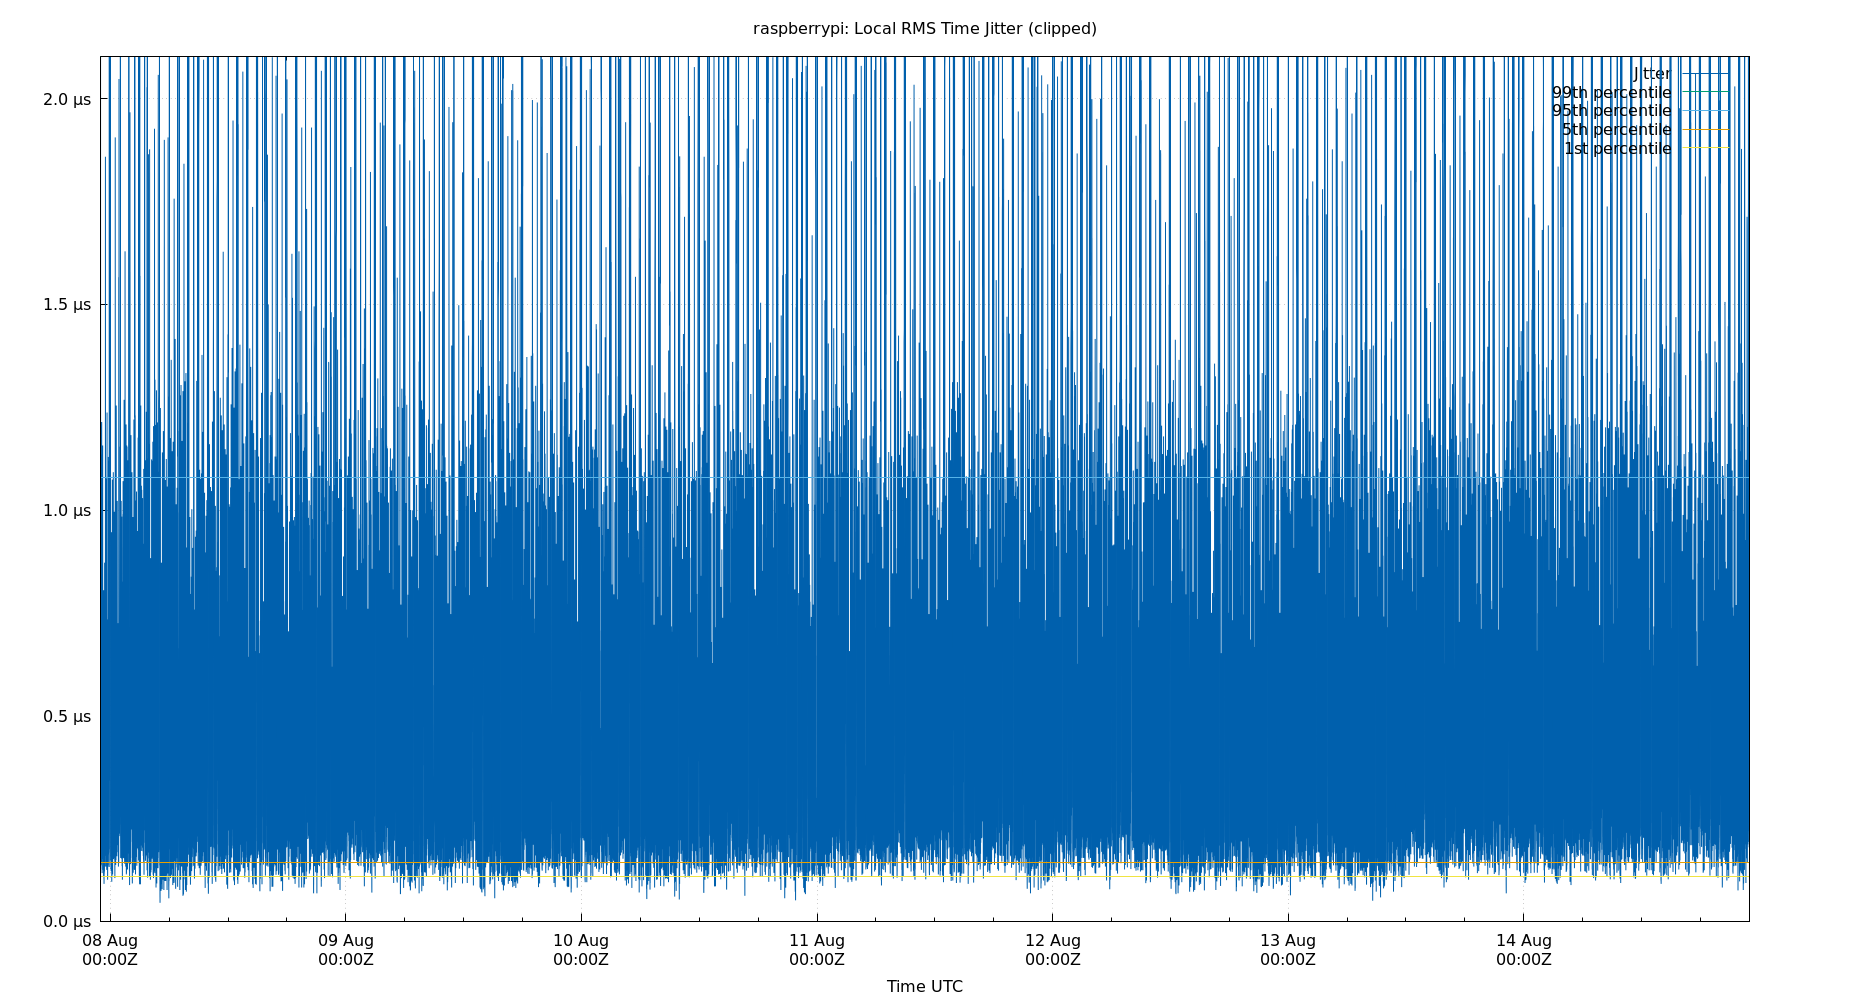 raspberrypi: Local RMS Time Jitter (clipped)
2.0 µs
1.5 µs
1.0 µs
0.5 µs
0.0 µs
Jitter
99th percentile
95th percentile
5th percentile
1st percentile
08 Aug 09 Aug 10 Aug 11 Aug 12 Aug 13 Aug 14 Aug
00:00Z 00:00Z 00:00Z 00:00Z 00:00Z 00:00Z 00:00Z
Time UTC